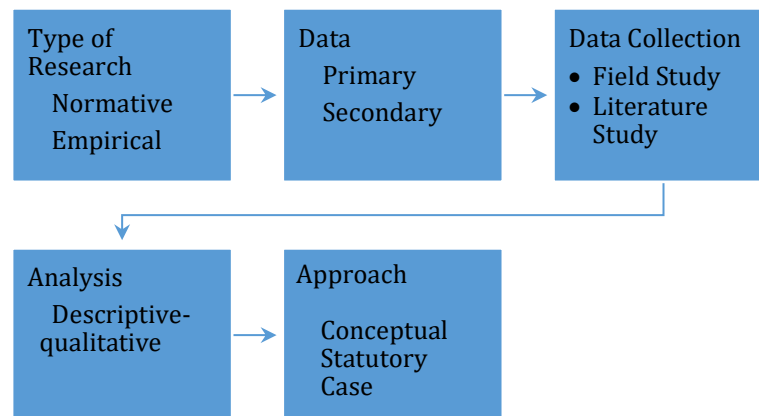 Type of
Research
Normative
Empirical
Data
Primary
Secondary
Data Collection
• Field Study
• Literature
Study
Analysis
Descriptive-
qualitative
Approach
Conceptual
Statutory
Case